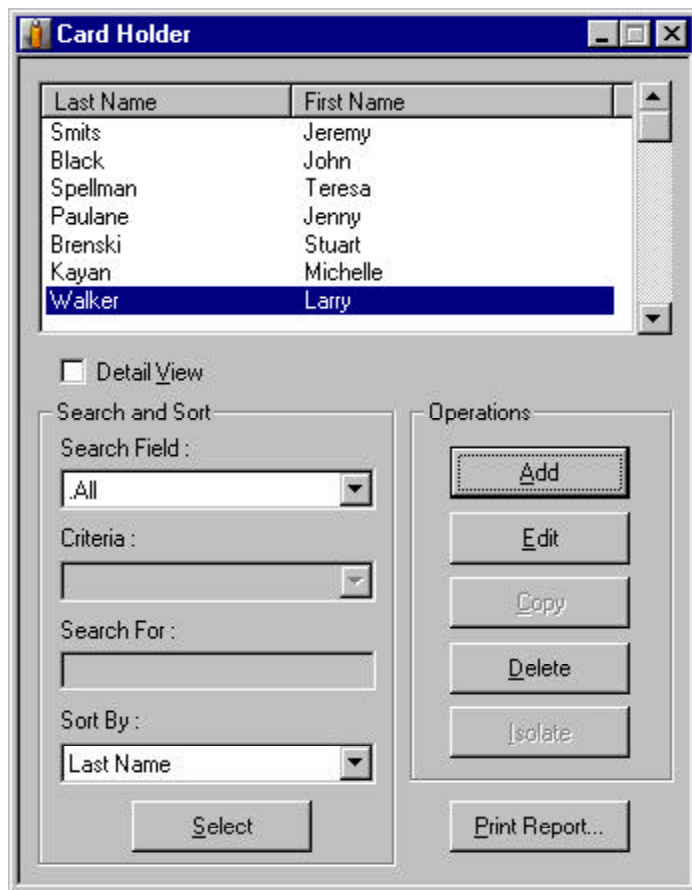 Card Holder
Last Name First Name
Smits Jeremy
Black John
Spellman Teresa
Paulane Jenny
Brenski Stuart
Kayan Michelle
Walker Larry
Detail View
Search and Sort
Search Field :
.All
Criteria :
Search For :
Sort By :
Last Name
Select
Operations
Add
Edit
Copy
Delete
Isolate
Print Report...